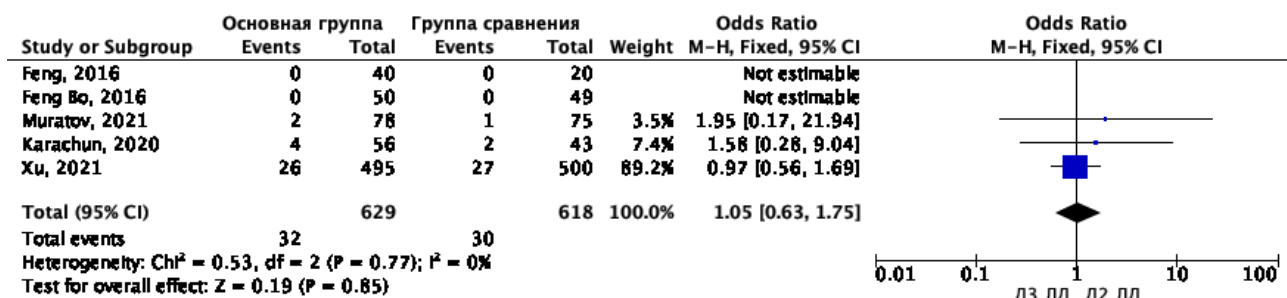 Основная группа Группа сравнения Odds Ratio Odds Ratio
Study or Subgroup Events Total Events Total Weight M-H, Fixed, 95% CI M-H, Fixed, 95% CI
Feng, 2016 0 40 0 20 Not estimable
Feng Bo, 2016 0 50 0 49 Not estimable
Muratov, 2021 2 78 1 75 3.5% 1.95 [0.17, 21.94]
Karachun, 2020 4 56 2 43 7.4% 1.58 [0.28, 9.04]
Xu, 2021 26 495 27 500 89.2% 0.97 [0.56, 1.69]
Total (95% CI) 629 618 100.0% 1.05 [0.63, 1.75]
Total events 32 30
Heterogeneity: Chi² = 0.53, df = 2 (P = 0.77); I² = 0%
Test for overall effect: Z = 0.19 (P = 0.85)
0.01 0.1 1 10 100